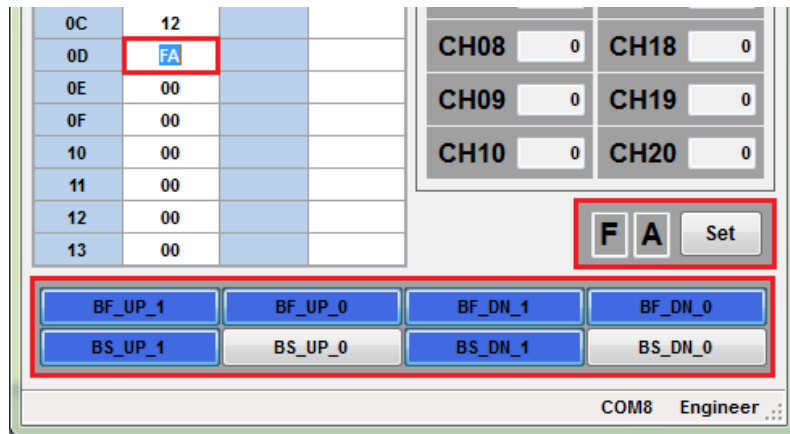 0C 12
0D FA
0E 00
0F 00
10 00
11 00
12 00
13 00
CH08 0 CH18 0
CH09 0 CH19 0
CH10 0 CH20 0
F A Set
BF_UP_1 BF_UP_0 BF_DN_1 BF_DN_0
BS_UP_1 BS_UP_0 BS_DN_1 BS_DN_0
COM8 Engineer